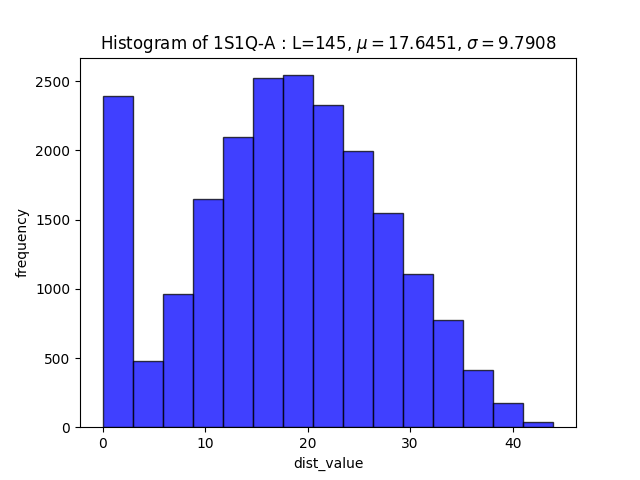 Histogram of 1S1Q-A : L=145, μ = 17.6451, σ = 9.7908
frequency
2500
2000
1500
1000
500
0
0 10 20 30 40
dist_value